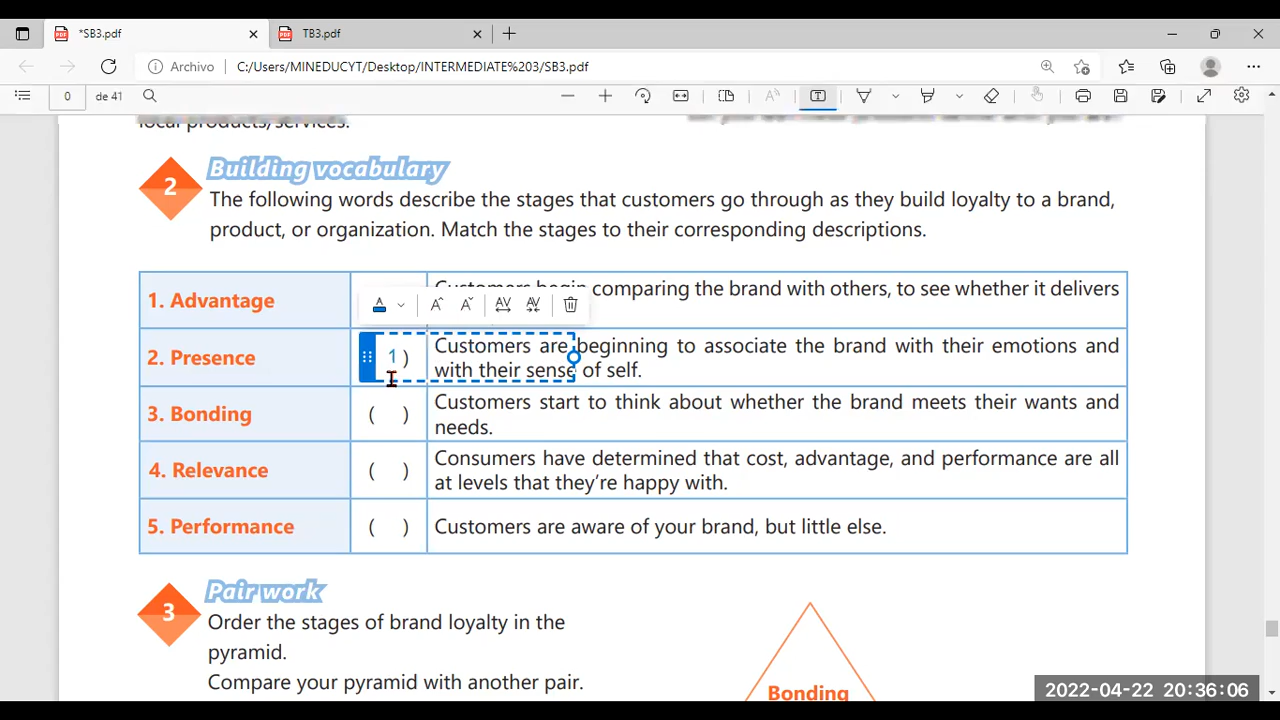 *SB3.pdf
TB3.pdf
Archivo
C:/Users/MINEDUCYT/Desktop/INTERMEDIATE%203/SB3.pdf
0 de 41
local products/services.
2
Building vocabulary
The following words describe the stages that customers go through as they build loyalty to a brand,
product, or organization. Match the stages to their corresponding descriptions.
1. Advantage
Customers begin comparing the brand with others, to see whether it delivers
2. Presence
1 )
Customers are beginning to associate the brand with their emotions and
with their sense of self.
3. Bonding
( )
Customers start to think about whether the brand meets their wants and
needs.
4. Relevance
( )
Consumers have determined that cost, advantage, and performance are all
at levels that they're happy with.
5. Performance
( )
Customers are aware of your brand, but little else.
3
Pair work
Order the stages of brand loyalty in the
pyramid.
Compare your pyramid with another pair.
Bonding
2022-04-22 20:36:06